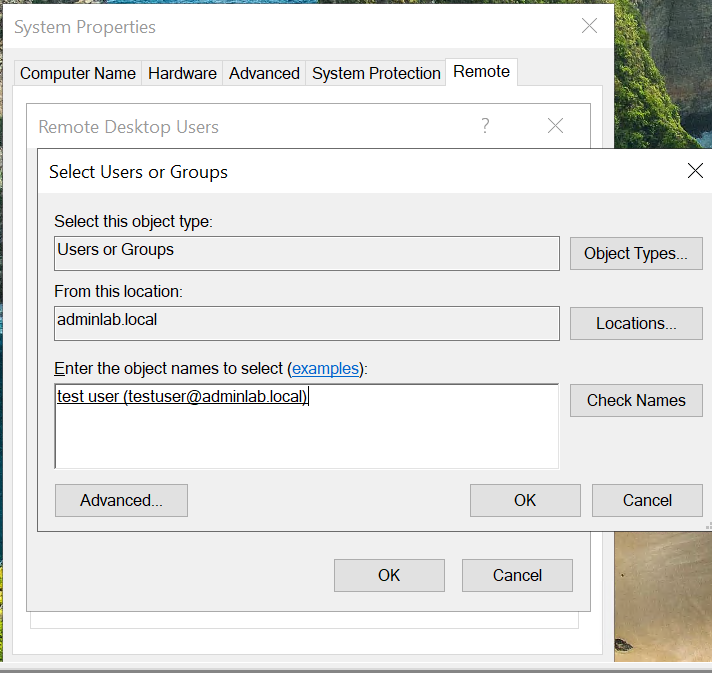 System Properties
Computer Name Hardware Advanced System Protection Remote
Remote Desktop Users ?
Select Users or Groups
Select this object type:
Users or Groups
Object Types...
From this location:
adminlab.local
Locations...
Enter the object names to select (examples):
test user (testuser@adminlab.local)
Check Names
Advanced... OK Cancel
OK Cancel